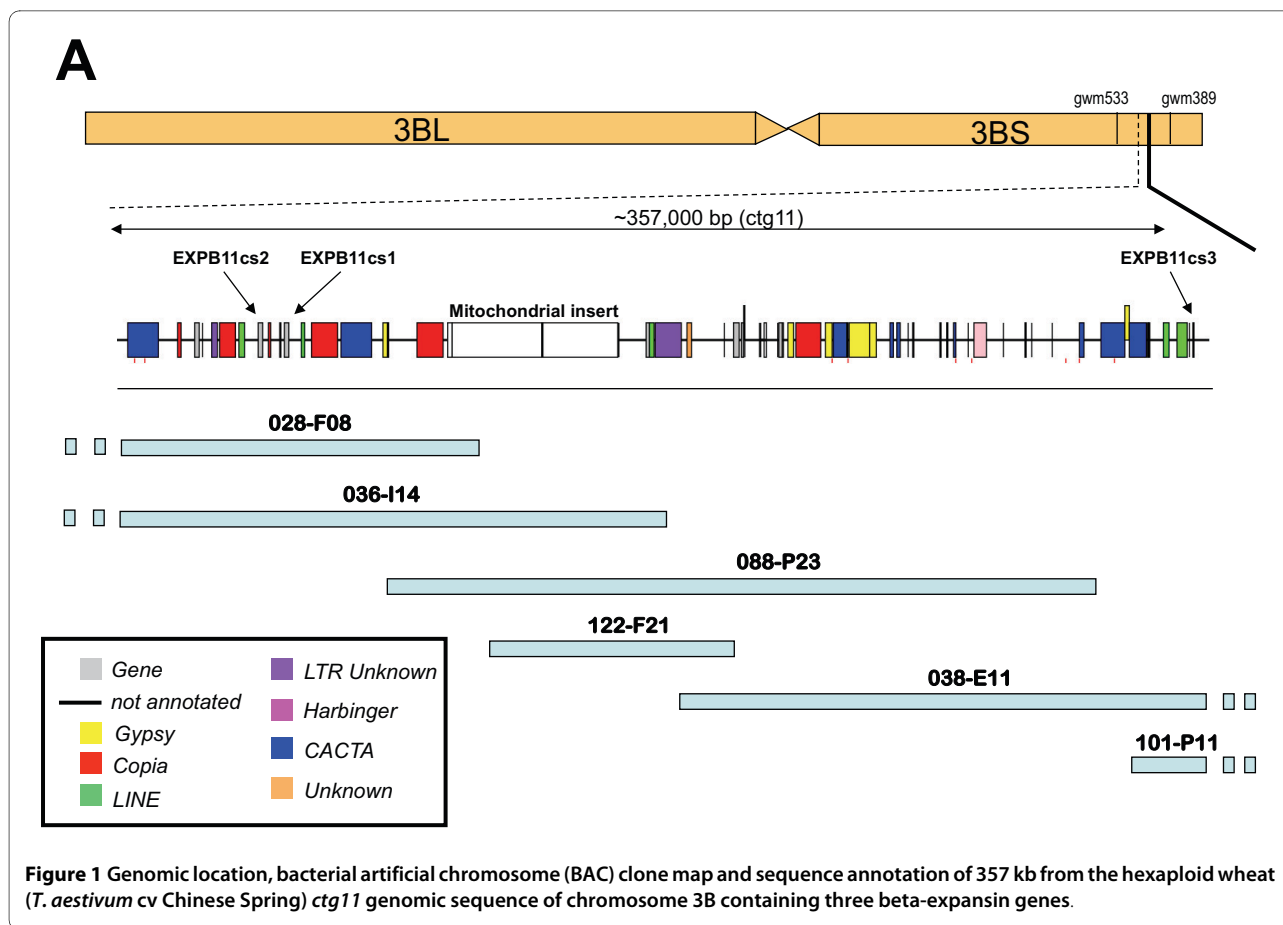 A
gwm533
gwm389
3BL
3BS
~357,000 bp (ctg11)
EXPB11cs2
EXPB11cs1
EXPB11cs3
Mitochondrial insert
028-F08
036-I14
088-P23
122-F21
038-E11
101-P11
Gene
not annotated
Gypsy
Copia
LINE
LTR Unknown
Harbinger
CACTA
Unknown
Figure 1 Genomic location, bacterial artificial chromosome (BAC) clone map and sequence annotation of 357 kb from the hexaploid wheat
(T. aestivum cv Chinese Spring) ctg11 genomic sequence of chromosome 3B containing three beta-expansin genes.